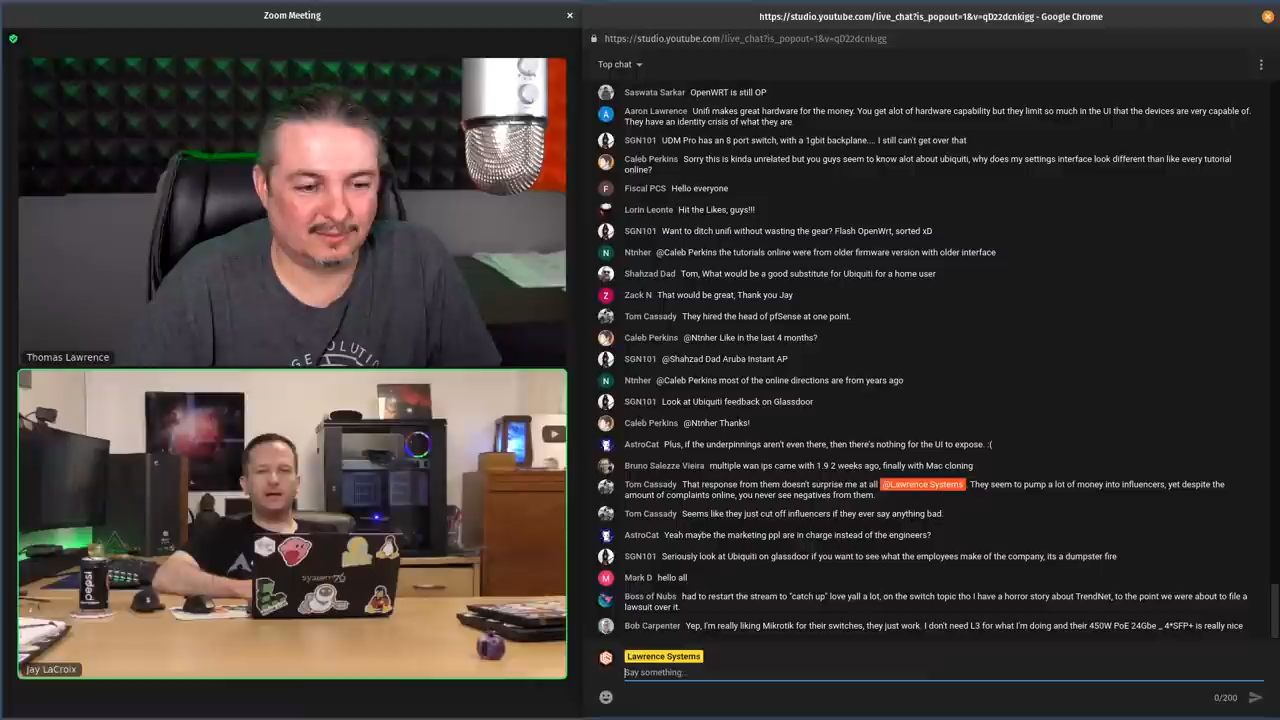 Zoom Meeting
×
https://studio.youtube.com/live_chat?is_popout=1&v=qD22dcnkigg - Google Chrome
https://studio.youtube.com/live_chat?is_popout=1&v=qD22dcnkigg
Top chat
Saswata Sarkar OpenWRT is still OP
Aaron Lawrence Unifi makes great hardware for the money. You get alot of hardware capability but they limit so much in the UI that the devices are very capable of.
They have an identity crisis of what they are
SGN101 UDM Pro has an 8 port switch, with a 1gbit backplane.... I still can't get over that
Caleb Perkins Sorry this is kinda unrelated but you guys seem to know alot about ubiquiti, why does my settings interface look different than like every tutorial
online?
Fiscal PCS Hello everyone
Lorin Leonte Hit the Likes, guys!!!
SGN101 Want to ditch unifi without wasting the gear? Flash OpenWrt, sorted xD
Ntnher @Caleb Perkins the tutorials online were from older firmware version with older interface
Shahzad Dad Tom, What would be a good substitute for Ubiquiti for a home user
Zack N That would be great, Thank you Jay
Tom Cassady They hired the head of pfSense at one point.
Caleb Perkins @Ntnher Like in the last 4 months?
SGN101 @Shahzad Dad Aruba Instant AP
Ntnher @Caleb Perkins most of the online directions are from years ago
SGN101 Look at Ubiquiti feedback on Glassdoor
Caleb Perkins @Ntnher Thanks!
AstroCat Plus, if the underpinnings aren't even there, then there's nothing for the UI to expose. :(
Bruno Salezze Vieira multiple wan ips came with 1.9 2 weeks ago, finally with Mac cloning
Tom Cassady That response from them doesn't surprise me at all @Lawrence Systems. They seem to pump a lot of money into influencers, yet despite the
amount of complaints online, you never see negatives from them.
Tom Cassady Seems like they just cut off influencers if they ever say anything bad.
AstroCat Yeah maybe the marketing ppl are in charge instead of the engineers?
SGN101 Seriously look at Ubiquiti on glassdoor if you want to see what the employees make of the company, its a dumpster fire
Mark D hello all
Boss of Nubs had to restart the stream to "catch up" love yall a lot, on the switch topic tho I have a horror story about TrendNet, to the point we were about to file a
lawsuit over it.
Bob Carpenter Yep, I'm really liking Mikrotik for their switches, they just work. I don't need L3 for what I'm doing and their 450W PoE 24Gbe _ 4*SFP+ is really nice
Lawrence Systems
Say something...
0/200
Thomas Lawrence
pepsi
system76
Jay LaCroix